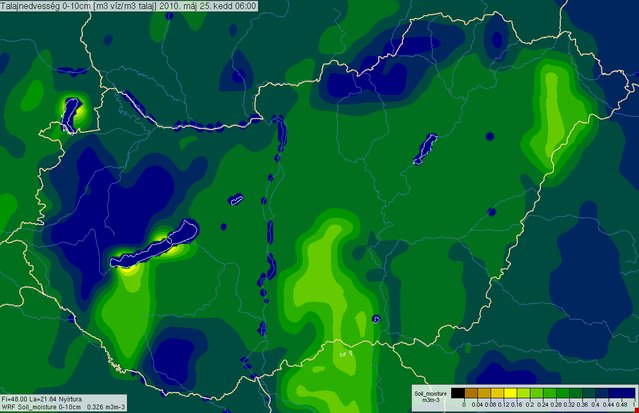 Talajnedvesség 0-10cm [m3 víz/m3 talaj] 2010. máj 25. kedd 06:00
FI=48.00 La=21.84 Nyírtura
WRF Soil_moisture 0-10cm 0.326 m3m-3
Soil_moisture
m3m-3
0 0.04 0.08 0.12 0.16 0.2 0.24 0.28 0.32 0.36 0.4 0.44 0.48 1